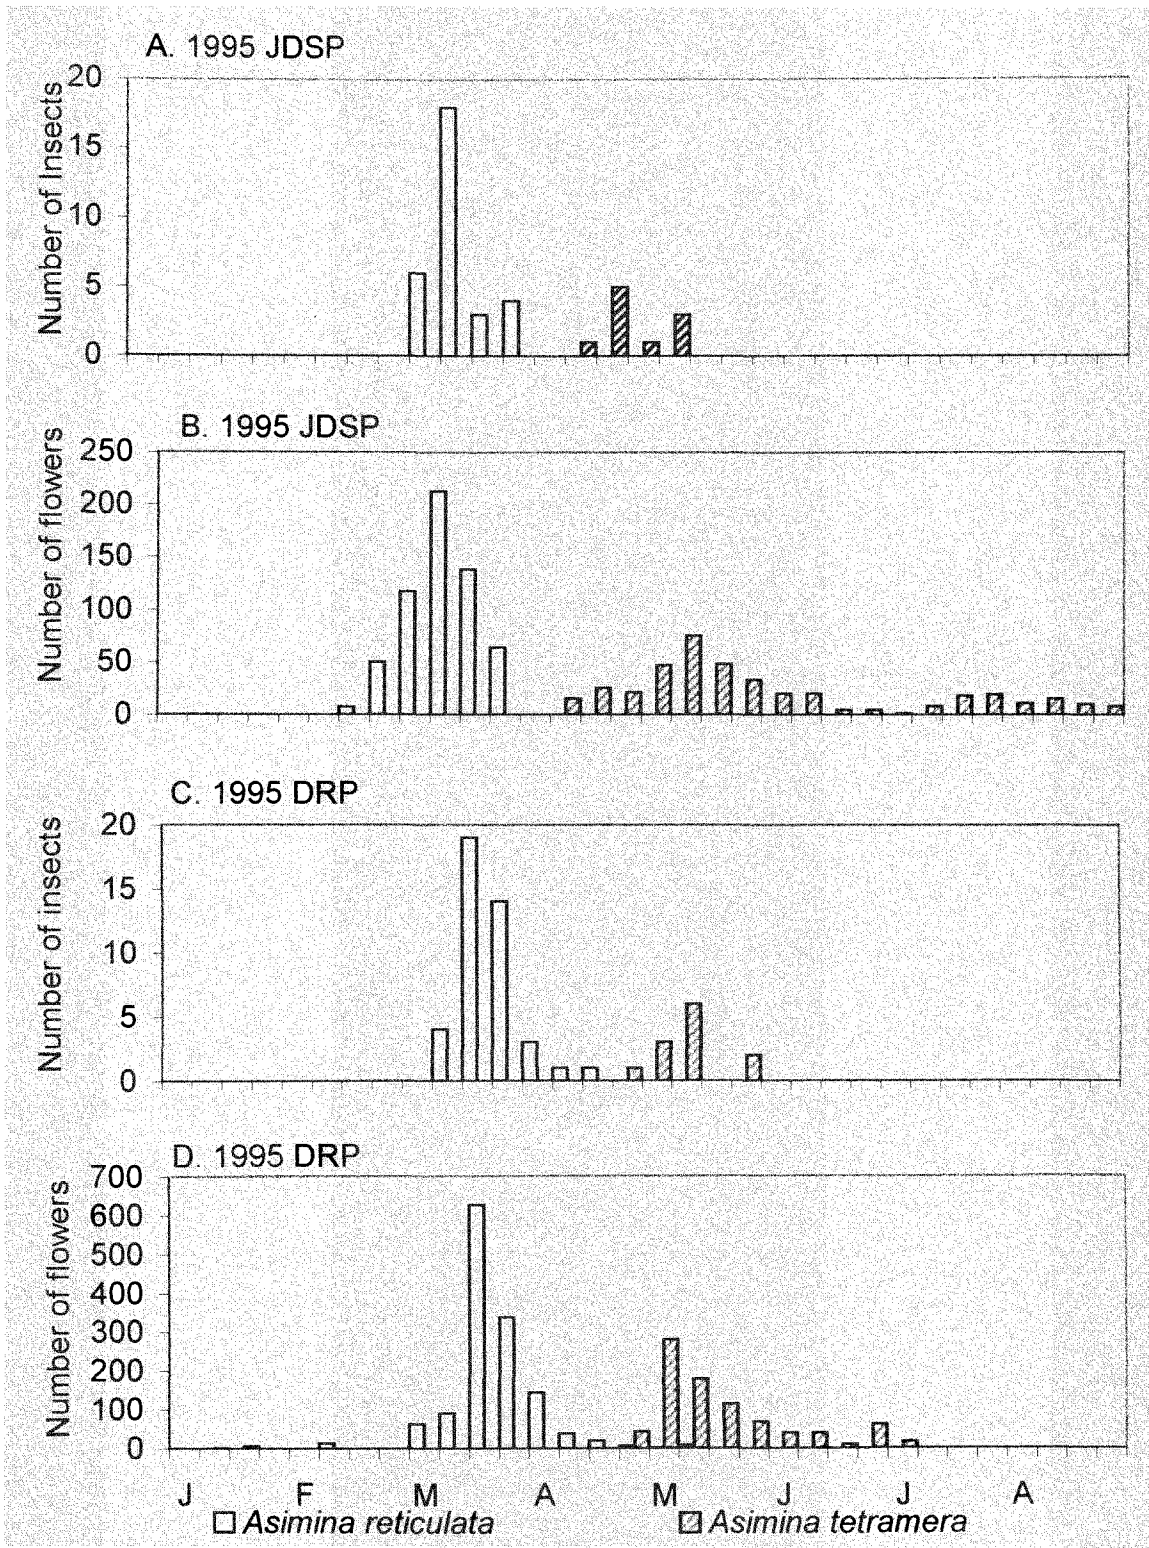 A. 1995 JDSP
Number of Insects
20
15
10
5
0
B. 1995 JDSP
Number of flowers
250
200
150
100
50
0
C. 1995 DRP
Number of insects
20
15
10
5
0
D. 1995 DRP
Number of flowers
700
600
500
400
300
200
100
0
J F M A M J J A
Asimina reticulata Asimina tetramera